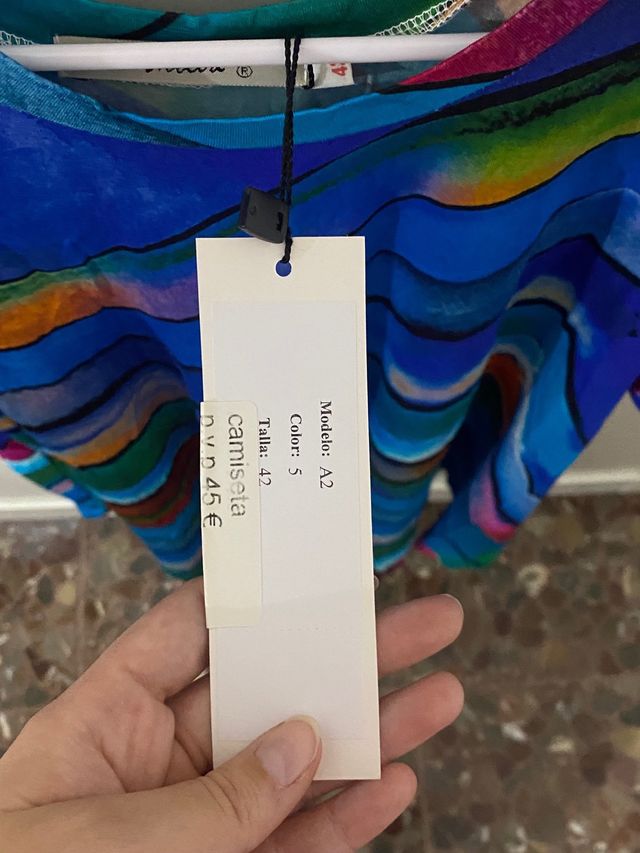 Modelo: A2
Color: 5
Talla: 42
camiseta
p.v.p 45€
®